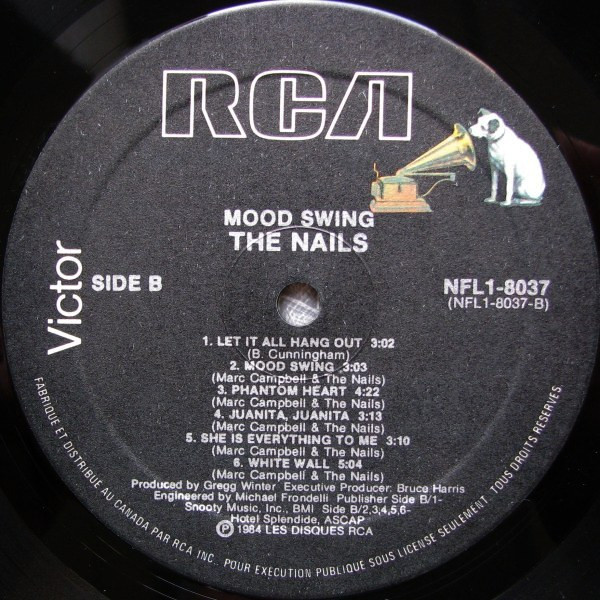 RCA
MOOD SWING
THE NAILS
Victor
SIDE B
NFL1-8037
(NFL1-8037-B)
1. LET IT ALL HANG OUT 3:02
(B. Cunningham)
2. MOOD SWING 3:03
(Marc Campbell & The Nails)
3. PHANTOM HEART 4:22
(Marc Campbell & The Nails)
4. JUANITA, JUANITA 3:13
(Marc Campbell & The Nails)
5. SHE IS EVERYTHING TO ME 3:10
(Marc Campbell & The Nails)
6. WHITE WALL 5:04
(Marc Campbell & The Nails)
Produced by Gregg Winter Executive Producer: Bruce Harris
Engineered by Michael Frondelli Publisher Side B/1-
Snooty Music, Inc., BMI Side B/2,3,4,5,6-
Hotel Splendide, ASCAP
℗ 1984 LES DISQUES RCA
FABRIQUE ET DISTRIBUE AU CANADA PAR RCA INC. POUR EXECUTION PUBLIQUE SOUS LICENSE SEULEMENT. TOUS DROITS RESERVES